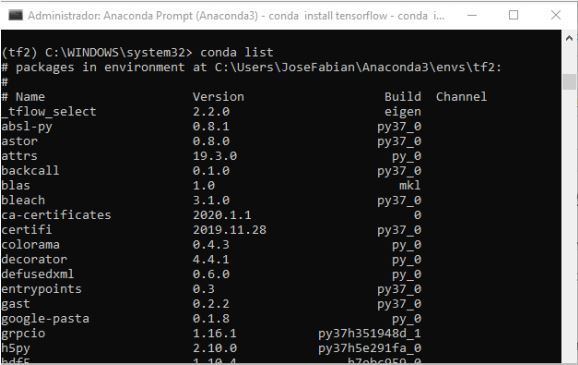 Administrador: Anaconda Prompt (Anaconda3) - conda install tensorflow - conda i...
(tf2) C:\WINDOWS\system32> conda list
# packages in environment at C:\Users\JoseFabian\Anaconda3\envs\tf2:
#
# Name Version Build Channel
_tflow_select 2.2.0 eigen
absl-py 0.8.1 py37_0
astor 0.8.0 py37_0
attrs 19.3.0 py_0
backcall 0.1.0 py37_0
blas 1.0 mkl
bleach 3.1.0 py37_0
ca-certificates 2020.1.1 0
certifi 2019.11.28 py37_0
colorama 0.4.3 py_0
decorator 4.4.1 py_0
defusedxml 0.6.0 py_0
entrypoints 0.3 py37_0
gast 0.2.2 py37_0
google-pasta 0.1.8 py_0
grpcio 1.16.1 py37h351948d_1
h5py 2.10.0 py37h5e291fa_0
hdf5 1.10.4 h7ebc959_0